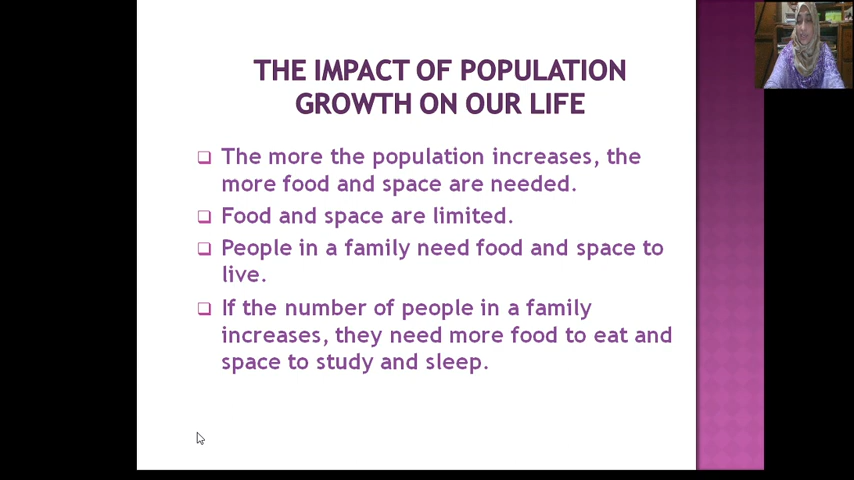 THE IMPACT OF POPULATION
GROWTH ON OUR LIFE
The more the population increases, the
more food and space are needed.
Food and space are limited.
People in a family need food and space to
live.
If the number of people in a family
increases, they need more food to eat and
space to study and sleep.